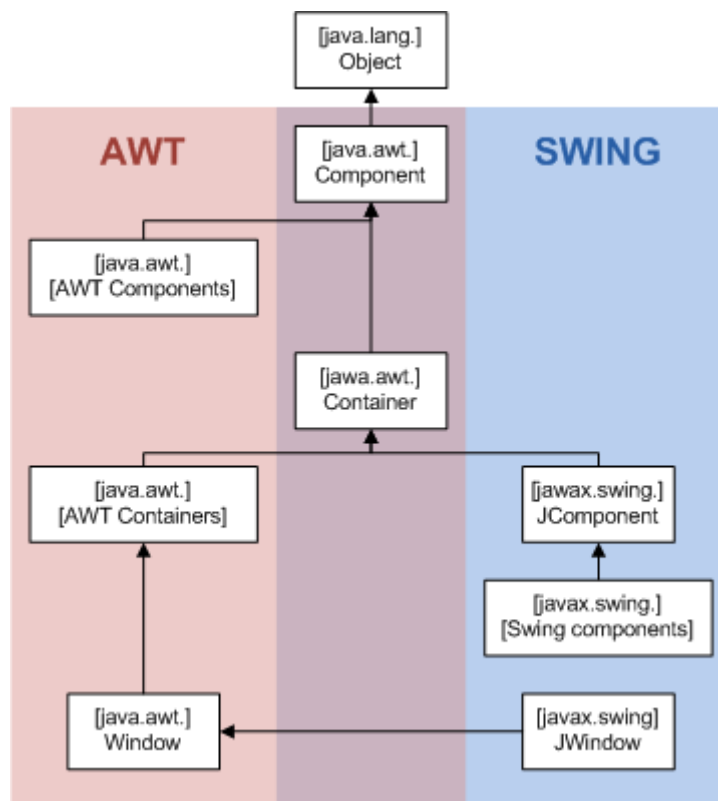 [java.lang.]
Object
AWT
[java.awt.]
Component
SWING
[java.awt.]
[AWT Components]
[jawa.awt.]
Container
[java.awt.]
[AWT Containers]
[jawax.swing.]
JComponent
[javax.swing.]
[Swing components]
[java.awt.]
Window
[javax.swing]
JWindow